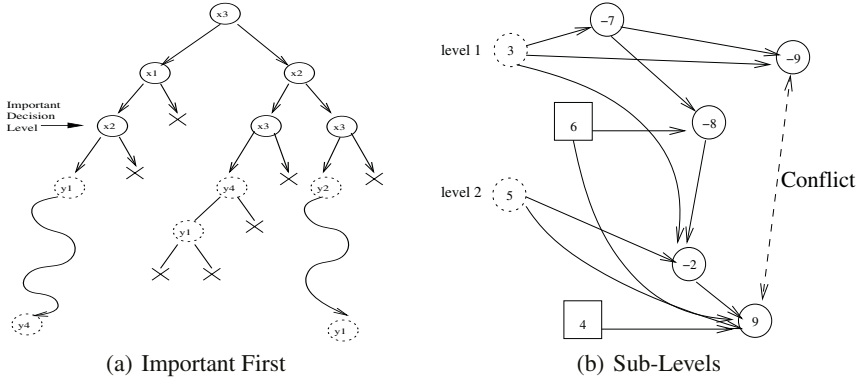 x3
x1
x2
Important
Decision
Level
x2
x3
x3
y1
y4
y2
y1
y4
y1
(a) Important First
level 1
3
−7
−9
6
−8
level 2
5
Conflict
−2
4
9
(b) Sub-Levels